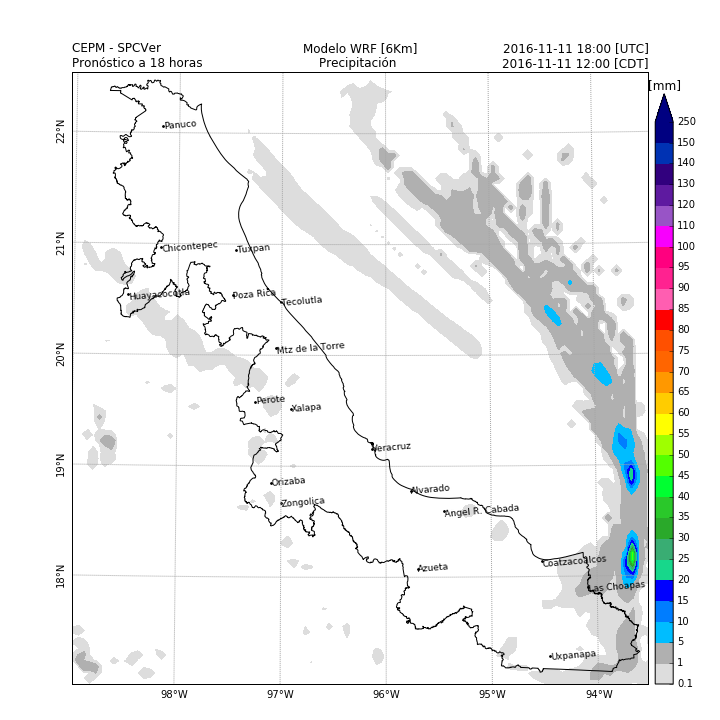 CEPM - SPCVer Modelo WRF [6Km] 2016-11-11 18:00 [UTC]
Pronóstico a 18 horas Precipitación 2016-11-11 12:00 [CDT]
[mm]
250
150
140
130
120
110
100
95
90
85
80
75
70
65
60
55
50
45
40
35
30
25
20
15
10
5
1
0.1
22°N
21°N
20°N
19°N
18°N
Panuco
Chicontepec
Tuxpan
Huayacocotla
Poza Rica
Tecolutla
Mtz de la Torre
Perote
Xalapa
Veracruz
Orizaba
Alvarado
Zongolica
Angel R. Cabada
Azueta
Coatzacoalcos
Las Choapas
Uxpanapa
98°W 97°W 96°W 95°W 94°W